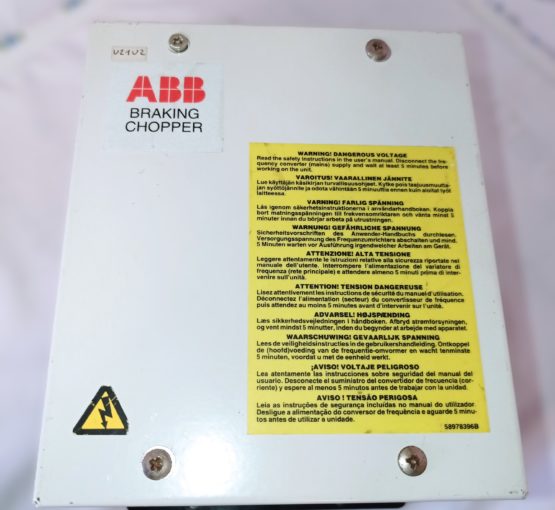 U21U2
ABB
BRAKING
CHOPPER
WARNING! DANGEROUS VOLTAGE
Read the safety instructions in the user's manual. Disconnect the fre-
quency converter (mains) supply and wait at least 5 minutes before
working on the unit.
VAROITUS! VAARALLINEN JÄNNITE
Lue käyttäjän käsikirjan turvallisuusohjeet. Kytke pois taajuusmuutta-
jan syöttöjännite ja odota vähintään 5 minuuttia ennen kuin aloitat työs-
laitteessa.
VARNING! FARLIG SPÄNNING
Läs igenom säkerhetsinstruktionerna i användarhandboken. Koppla
bort matningsspänningen till frekvensomriktaren och vänta minst 5
minuter innan du börjar arbeta på utrustningen.
WARNUNG! GEFÄHRLICHE SPANNUNG
Sicherheitsvorschriften des Anwender-Handbuchs durchlesen.
Versorgungsspannung des Frequenzumrichters abschalten und mind.
5 Minuten warten vor Ausführung irgendweicher Arbeiten am Gerät.
ATTENZIONE! ALTA TENSIONE
Leggere attentamente le istruzioni relative alla sicurezza riportate nel
manuale dell'utente. Interrompere l'alimentazione del variatore di
frequenza (rete principale) e attendere almeno 5 minuti prima di inter-
venire sull'unità.
ATTENTION! TENSION DANGEREUSE
Lisez attentivement les instructions de sécurité du manuel d'utilisation.
Déconnectez l'alimentation (secteur) du convertisseur de fréquence
puis attendez au moins 5 minutes avant d'intervenir sur l'unité.
ADVARSEL! HØJSPÆNDING
Læs sikkerhedsvejledningen i håndboken. Afbryd strømforsyningen,
og vent mindst 5 minutter, inden du begynder at arbejde med apparatet.
WAARSCHUWING! GEVAARLIJK SPANNING
Lees de veiligheidsinstructies in de gebruikershandleiding. Ontkoppel
de (hoofd)voeding van de frequentie-omvormer en wacht tenminste
5 minuten, voordat u met de eenheid werkt.
¡AVISO! VOLTAJE PELIGROSO
Lea atentamente las instrucciones sobre seguridad del manual del
usuario. Desconecte el suministro del convertidor de frecuencia (cor-
riente) y espere al menos 5 minutos antes de trabajar con la unidad.
AVISO! TENSÃO PERIGOSA
Leia as instruções de segurança incluídas no manual do utilizador.
Desligue a alimentação do conversor de frequência e aguarde 5 minu-
tos antes de utilizar a unidade.
58978396B